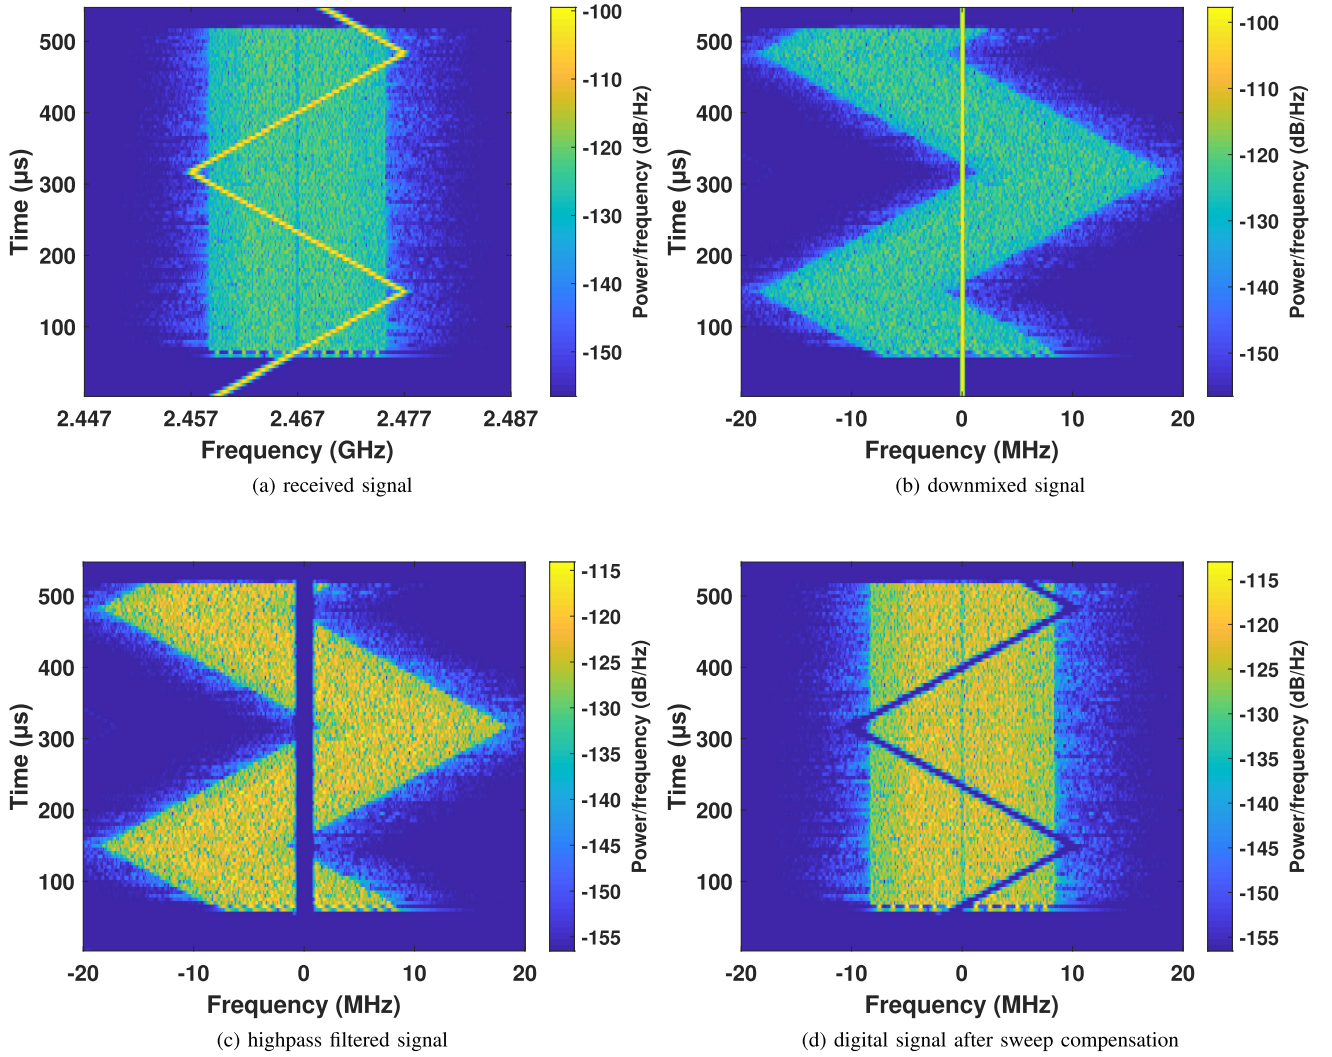 -100
500
-110
400
-120
300
-130
200
-140
100
-150
Time (µs)
Power/frequency (dB/Hz)
2.447 2.457 2.467 2.477 2.487
Frequency (GHz)
(a) received signal
-100
500
-110
400
-120
300
-130
200
-140
100
-150
Time (µs)
Power/frequency (dB/Hz)
-20 -10 0 10 20
Frequency (MHz)
(b) downmixed signal
-115
500
-120
400
-125
-130
300
-135
-140
200
-145
100
-150
-155
Time (µs)
Power/frequency (dB/Hz)
-20 -10 0 10 20
Frequency (MHz)
(c) highpass filtered signal
-115
500
-120
400
-125
-130
300
-135
-140
200
-145
100
-150
-155
Time (µs)
Power/frequency (dB/Hz)
-20 -10 0 10 20
Frequency (MHz)
(d) digital signal after sweep compensation